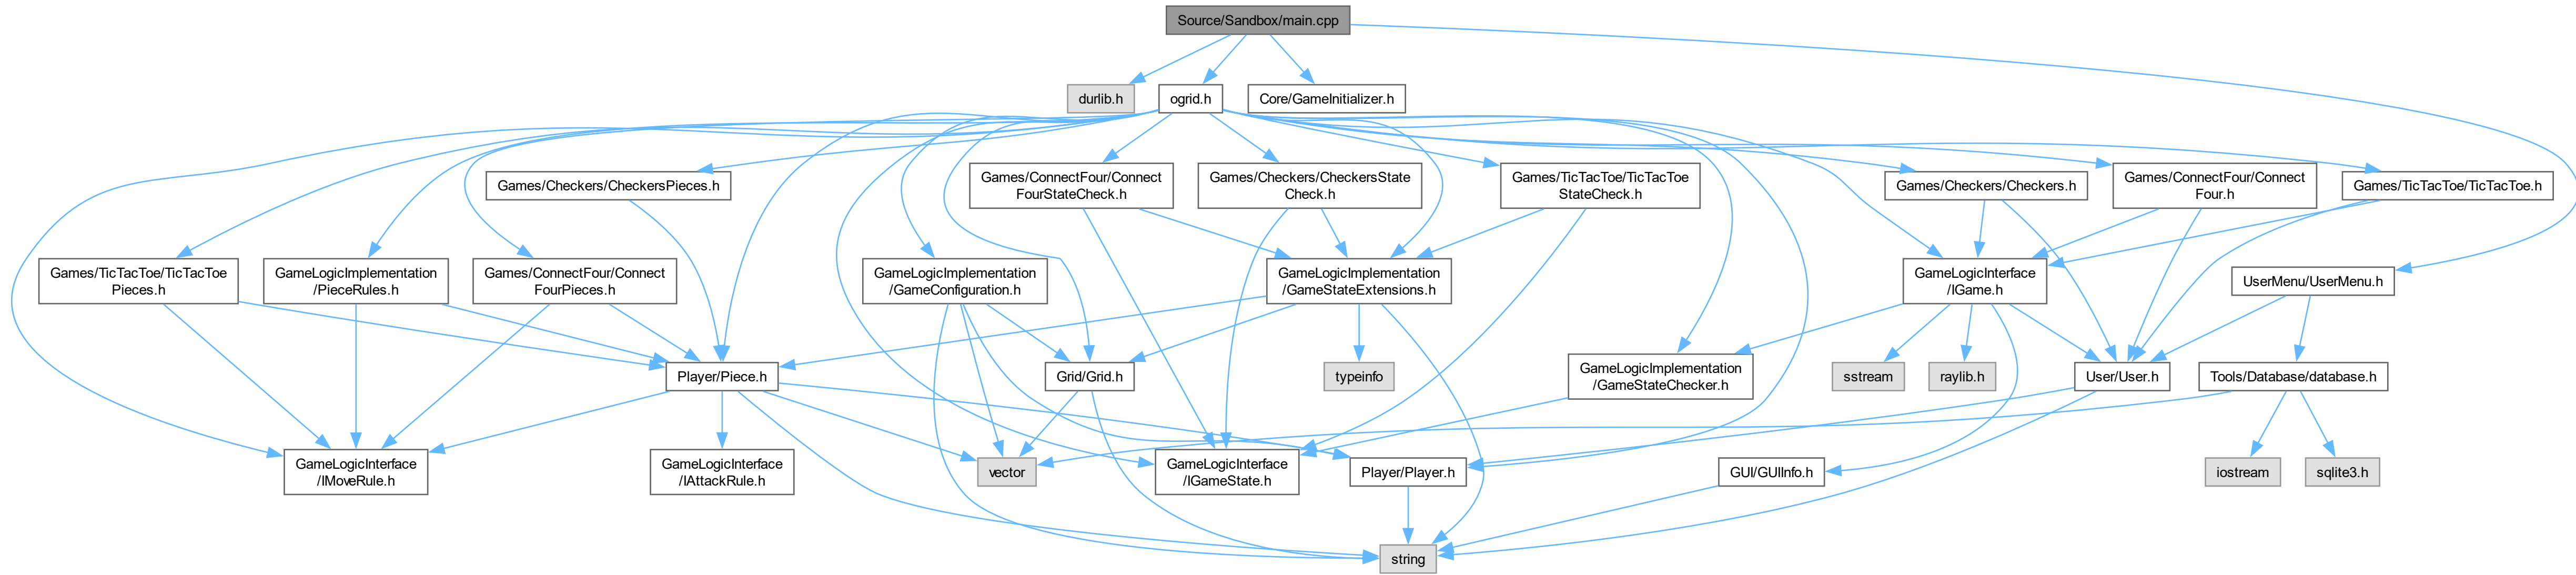 Source/Sandbox/main.cpp
durlib.h
ogrid.h
Core/GameInitializer.h
Games/Checkers/CheckersPieces.h
Games/ConnectFour/Connect
FourStateCheck.h
Games/Checkers/CheckersState
Check.h
Games/TicTacToe/TicTacToe
StateCheck.h
Games/Checkers/Checkers.h
Games/ConnectFour/Connect
Four.h
Games/TicTacToe/TicTacToe.h
Games/TicTacToe/TicTacToe
Pieces.h
GameLogicImplementation
/PieceRules.h
Games/ConnectFour/Connect
FourPieces.h
GameLogicImplementation
/GameConfiguration.h
GameLogicImplementation
/GameStateExtensions.h
GameLogicInterface
/IGame.h
UserMenu/UserMenu.h
Player/Piece.h
Grid/Grid.h
typeinfo
GameLogicImplementation
/GameStateChecker.h
sstream
raylib.h
User/User.h
Tools/Database/database.h
GameLogicInterface
/IMoveRule.h
GameLogicInterface
/IAttackRule.h
vector
GameLogicInterface
/IGameState.h
Player/Player.h
GUI/GUIInfo.h
iostream
sqlite3.h
string